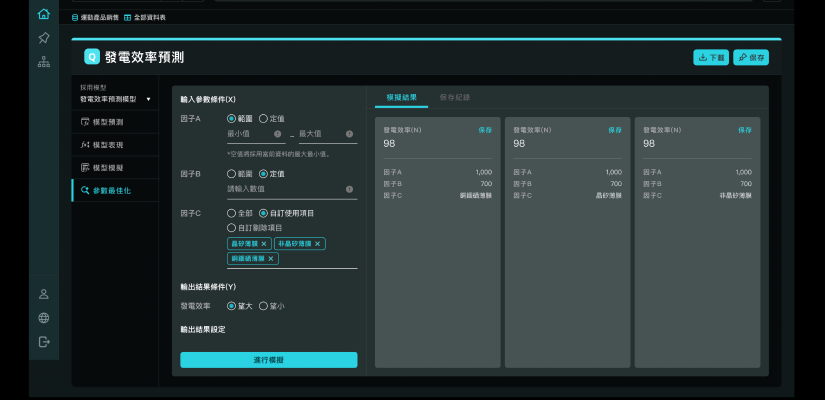 運動產品銷售 全部資料表
Q 發電效率預測
下載 保存
採用模型
發電效率預測模型
模型預測
模型表現
模型模擬
參數最佳化
輸入參數條件(X)
因子A 範圍 定值
最小值 – 最大值
*空值將採用當前資料的最大最小值。
因子B 範圍 定值
請輸入數值
因子C 全部 自訂使用項目
自訂剔除項目
晶矽薄膜 × 非晶矽薄膜 ×
銅銦硒薄膜 ×
輸出結果條件(Y)
發電效率 望大 望小
輸出結果設定
進行模擬
模擬結果 保存紀錄
發電效率(N) 保存
98
因子A 1,000
因子B 700
因子C 銅銦硒薄膜
發電效率(N) 保存
98
因子A 1,000
因子B 700
因子C 晶矽薄膜
發電效率(N) 保存
98
因子A 1,000
因子B 700
因子C 非晶矽薄膜